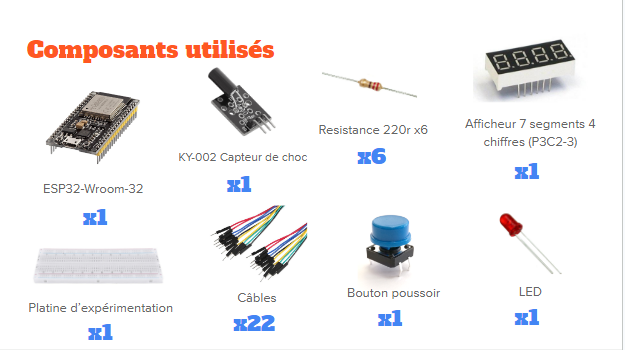 Composants utilisés
ESP32-Wroom-32
x1
KY-002 Capteur de choc
x1
Resistance 220r x6
x6
Afficheur 7 segments 4
chiffres (P3C2-3)
x1
Platine d'expérimentation
x1
Câbles
x22
Bouton poussoir
x1
LED
x1